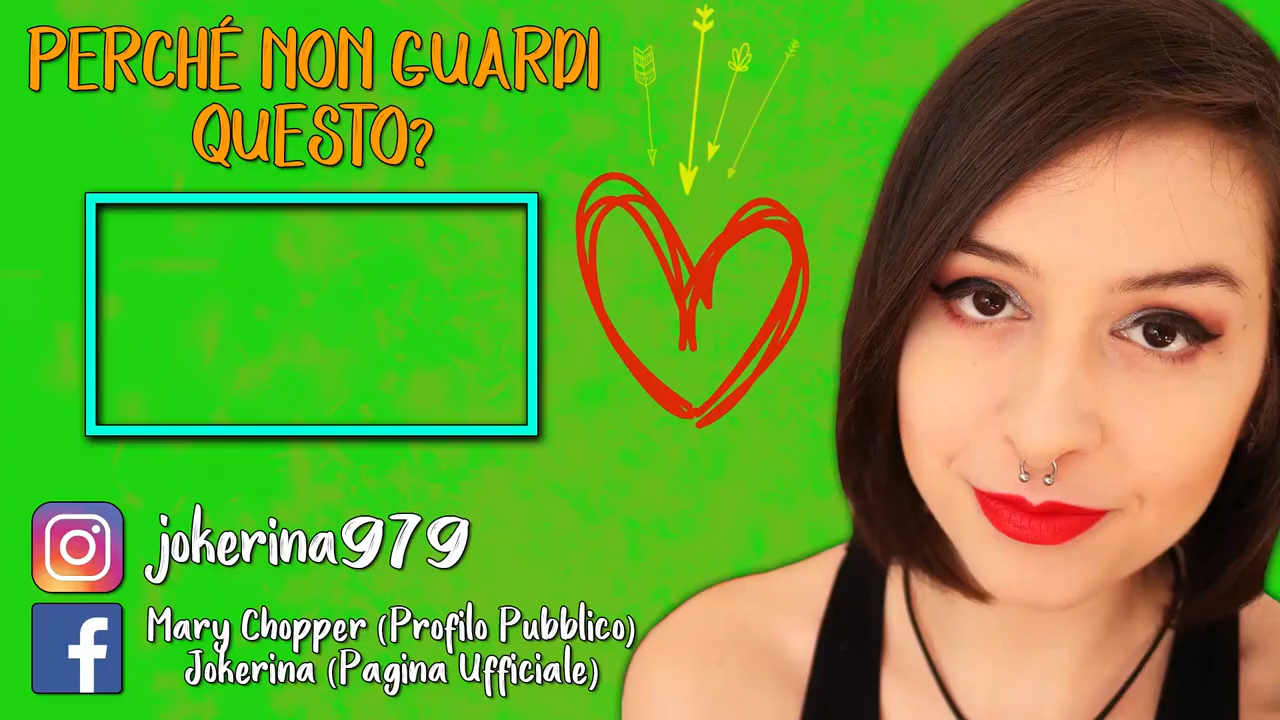 PERCHÉ NON GUARDI
QUESTO?
jokerina979
Mary Chopper (Profilo Pubblico)
Jokerina (Pagina Ufficiale)